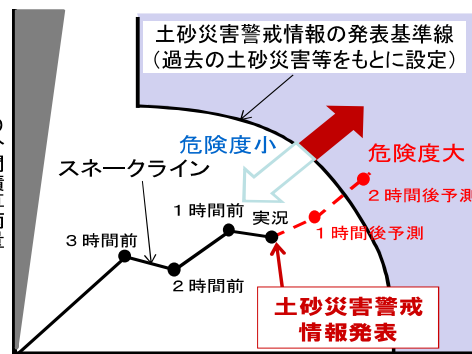 土砂災害警戒情報の発表基準線
（過去の土砂災害等をもとに設定）
危険度小
危険度大
スネークライン
２時間後予測
１時間前
実況
１時間後予測
３時間前
２時間前
土砂災害警戒
情報発表